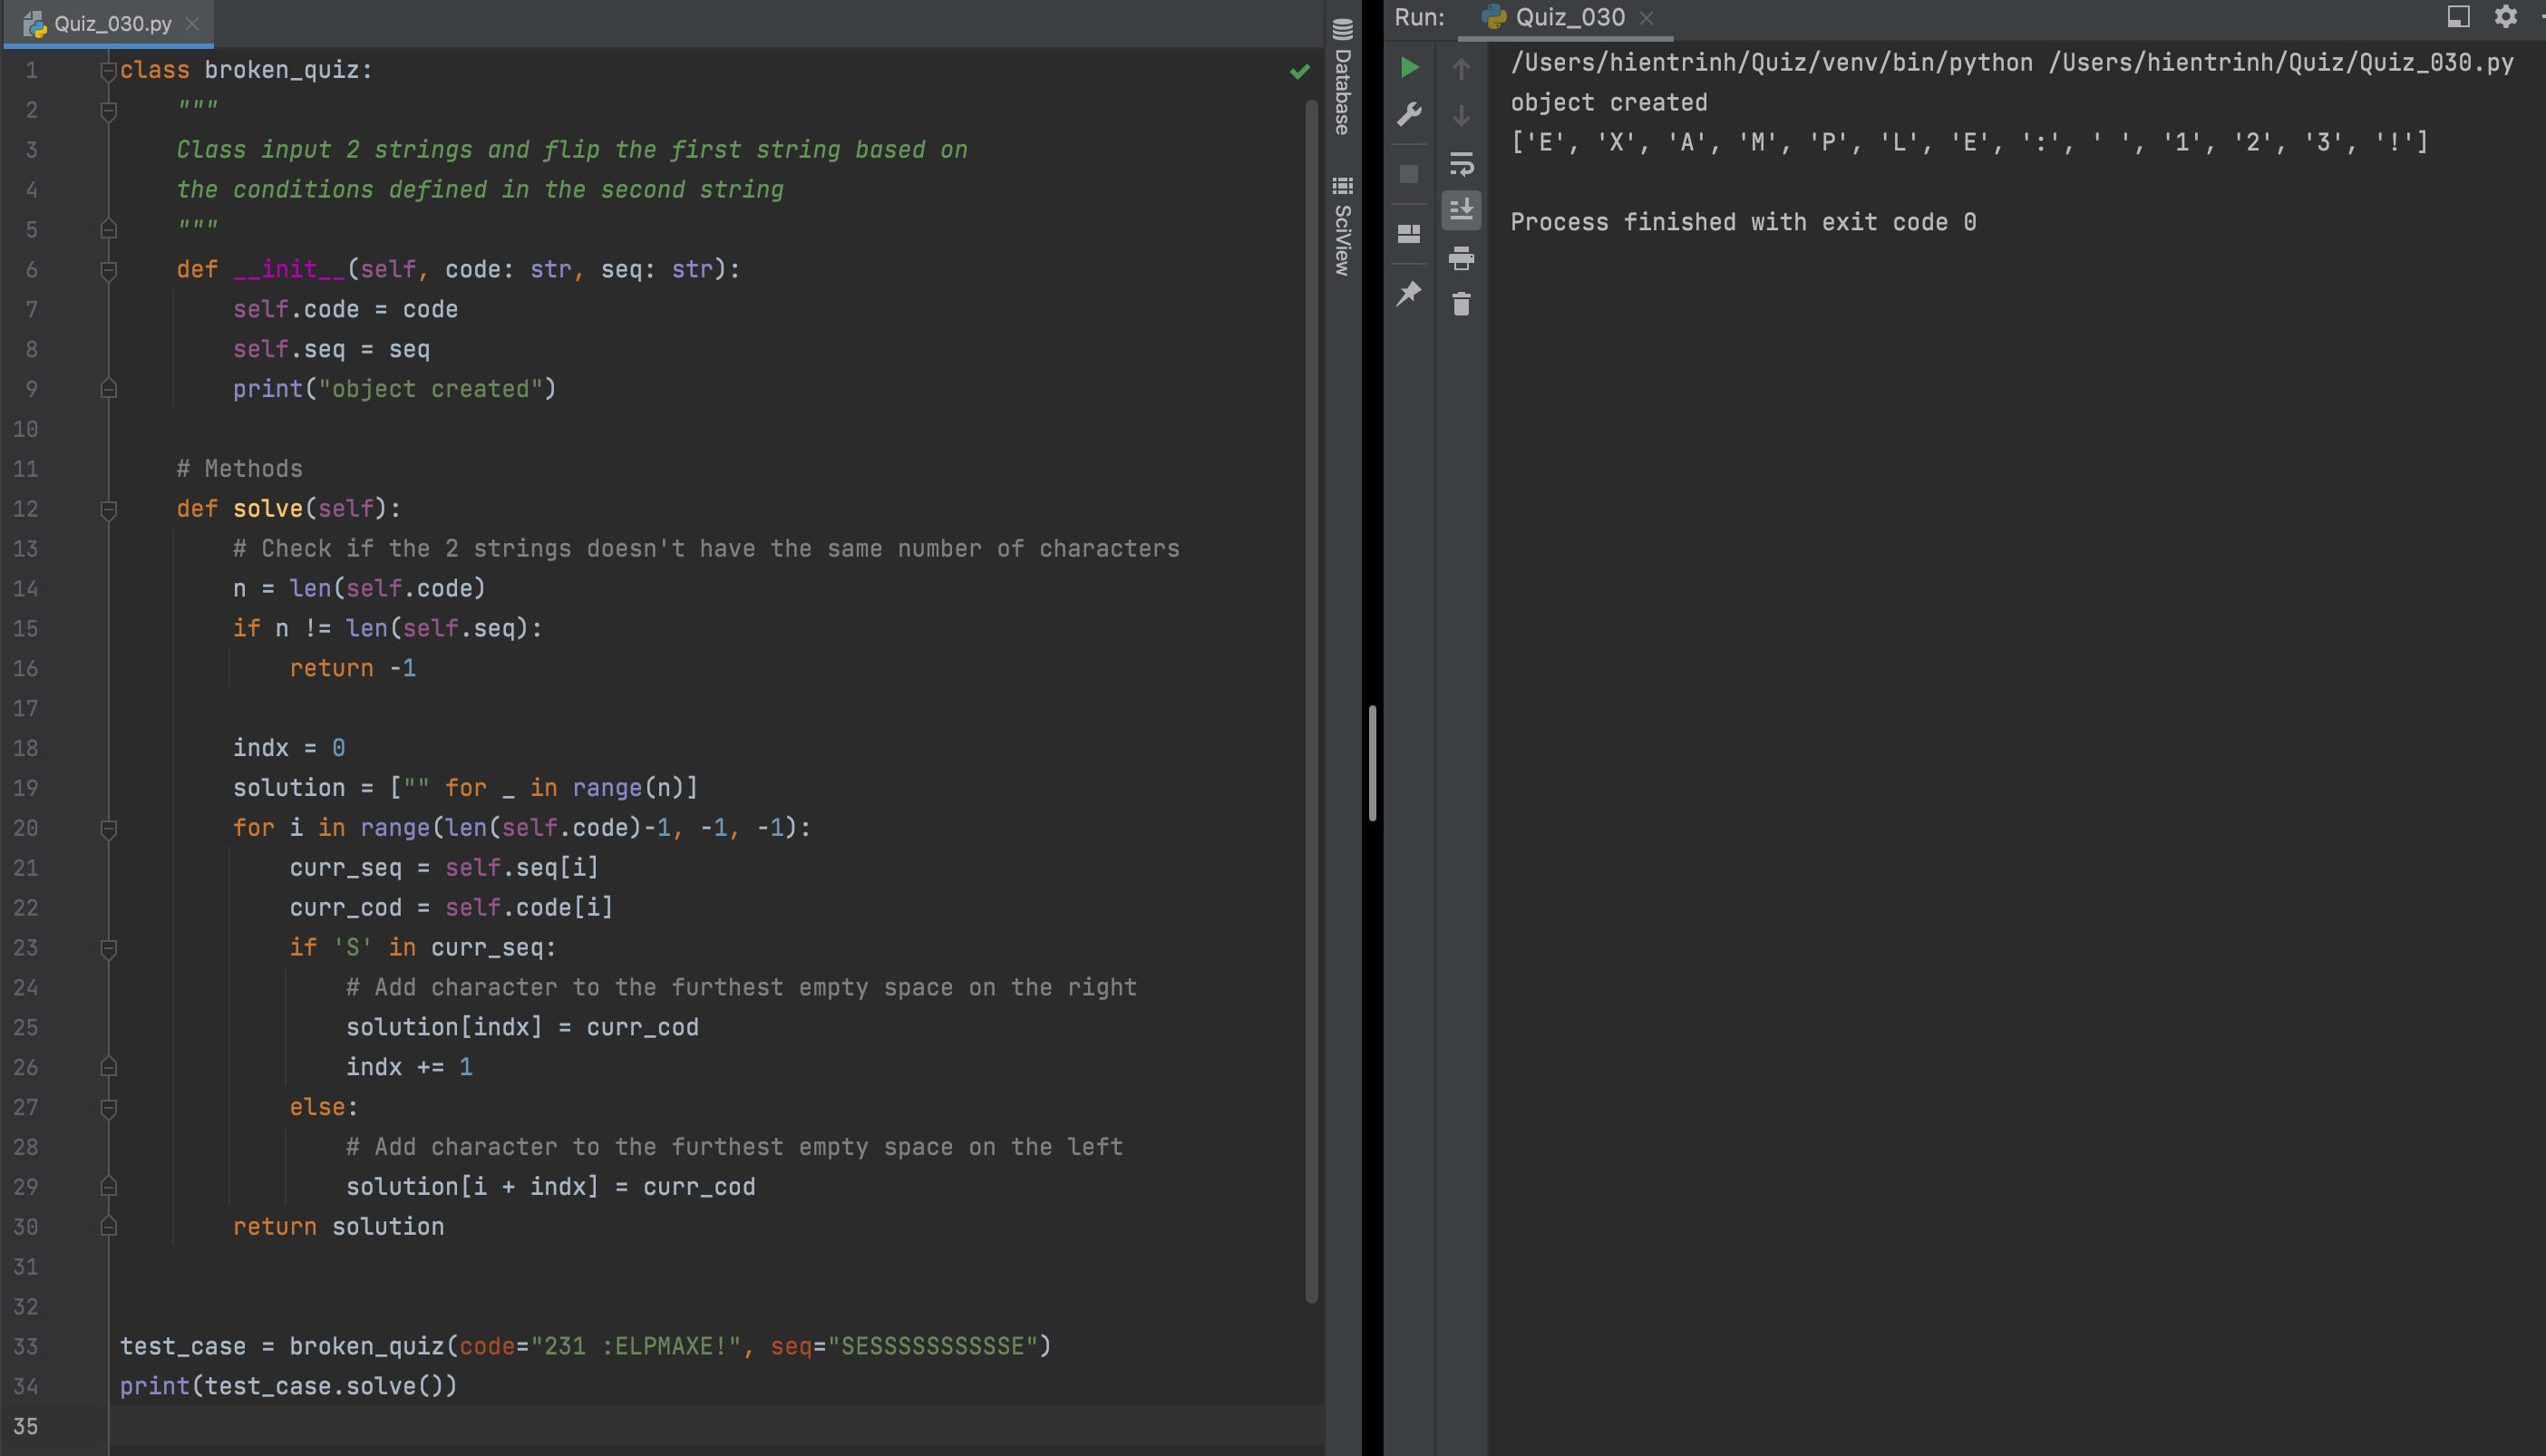 Quiz_030.py
1 class broken_quiz:
2 """
3 Class input 2 strings and flip the first string based on
4 the conditions defined in the second string
5 """
6 def __init__(self, code: str, seq: str):
7 self.code = code
8 self.seq = seq
9 print("object created")
10
11 # Methods
12 def solve(self):
13 # Check if the 2 strings doesn't have the same number of characters
14 n = len(self.code)
15 if n != len(self.seq):
16 return -1
17
18 indx = 0
19 solution = ["" for _ in range(n)]
20 for i in range(len(self.code)-1, -1, -1):
21 curr_seq = self.seq[i]
22 curr_cod = self.code[i]
23 if 'S' in curr_seq:
24 # Add character to the furthest empty space on the right
25 solution[indx] = curr_cod
26 indx += 1
27 else:
28 # Add character to the furthest empty space on the left
29 solution[i + indx] = curr_cod
30 return solution
31
32
33 test_case = broken_quiz(code="231 :ELPMAXE!", seq="SESSSSSSSSSSE")
34 print(test_case.solve())
35
Database
SciView
Run: Quiz_030
/Users/hientrinh/Quiz/venv/bin/python /Users/hientrinh/Quiz/Quiz_030.py
object created
['E', 'X', 'A', 'M', 'P', 'L', 'E', ':', ' ', '1', '2', '3', '!']
Process finished with exit code 0